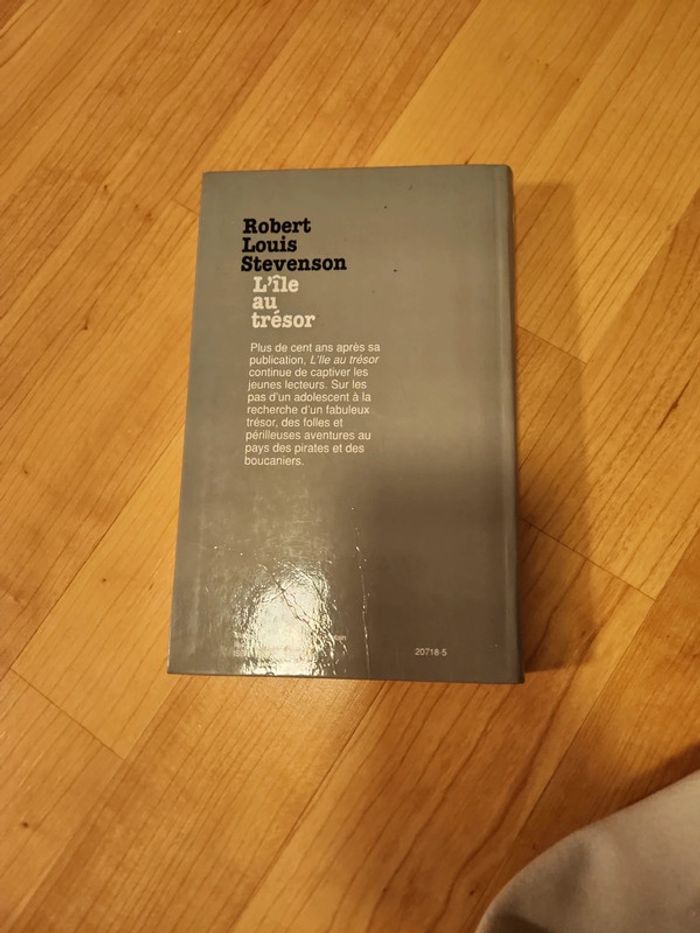 Robert
Louis
Stevenson
L'île
au
trésor
Plus de cent ans après sa
publication, L'Ile au trésor
continue de captiver les
jeunes lecteurs. Sur les
pas d'un adolescent à la
recherche d'un fabuleux
trésor, des folles et
périlleuses aventures au
pays des pirates et des
boucaniers.
20718-5